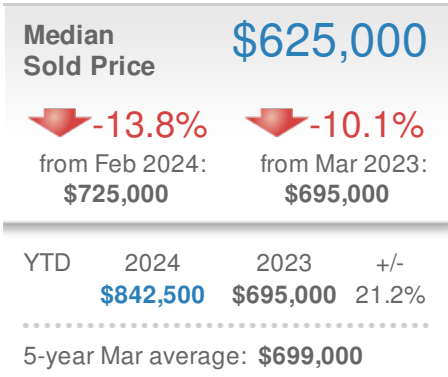 Median $625,000
Sold Price
-13.8% -10.1%
from Feb 2024: from Mar 2023:
$725,000 $695,000
YTD 2024 2023 +/-
$842,500 $695,000 21.2%
5-year Mar average: $699,000